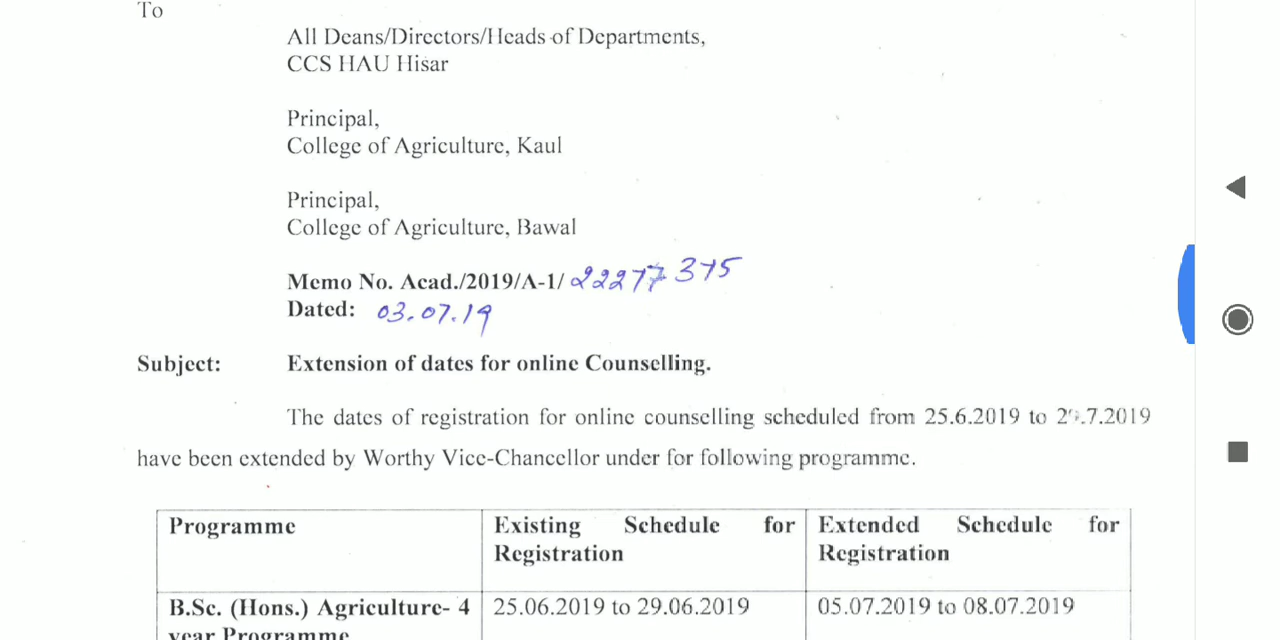 To
All Deans/Directors/Heads of Departments,
CCS HAU Hisar
Principal,
College of Agriculture, Kaul
Principal,
College of Agriculture, Bawal
Memo No. Acad./2019/A-1/ 22277 375
Dated: 03.07.19
Subject: Extension of dates for online Counselling.
The dates of registration for online counselling scheduled from 25.6.2019 to
have been extended by Worthy Vice-Chancellor under for following programme.
Programme Existing Schedule for Extended Schedule for
Registration Registration
B.Sc. (Hons.) Agriculture- 4 25.06.2019 to 29.06.2019 05.07.2019 to 08.07.2019
year Programme